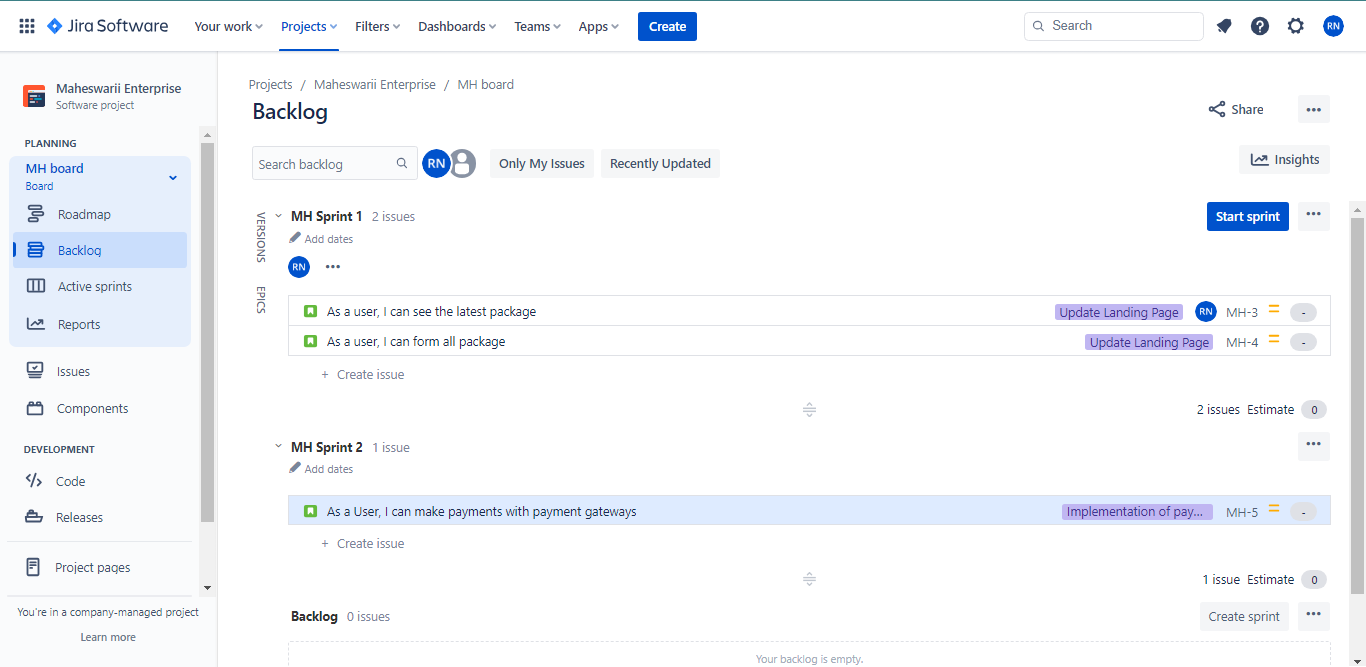 Jira Software Your work Projects Filters Dashboards Teams Apps Create Search RN
Maheswarii Enterprise
Software project
PLANNING
MH board
Board
Roadmap
Backlog
Active sprints
Reports
Issues
Components
DEVELOPMENT
Code
Releases
Project pages
You're in a company-managed project
Learn more
Projects / Maheswarii Enterprise / MH board
Backlog
Share
Search backlog RN Only My Issues Recently Updated Insights
VERSIONS
EPICS
MH Sprint 1 2 issues Start sprint
Add dates
RN
As a user, I can see the latest package Update Landing Page RN MH-3 -
As a user, I can form all package Update Landing Page MH-4 -
+ Create issue
2 issues Estimate 0
MH Sprint 2 1 issue
Add dates
As a User, I can make payments with payment gateways Implementation of pay... MH-5 -
+ Create issue
1 issue Estimate 0
Backlog 0 issues Create sprint
Your backlog is empty.